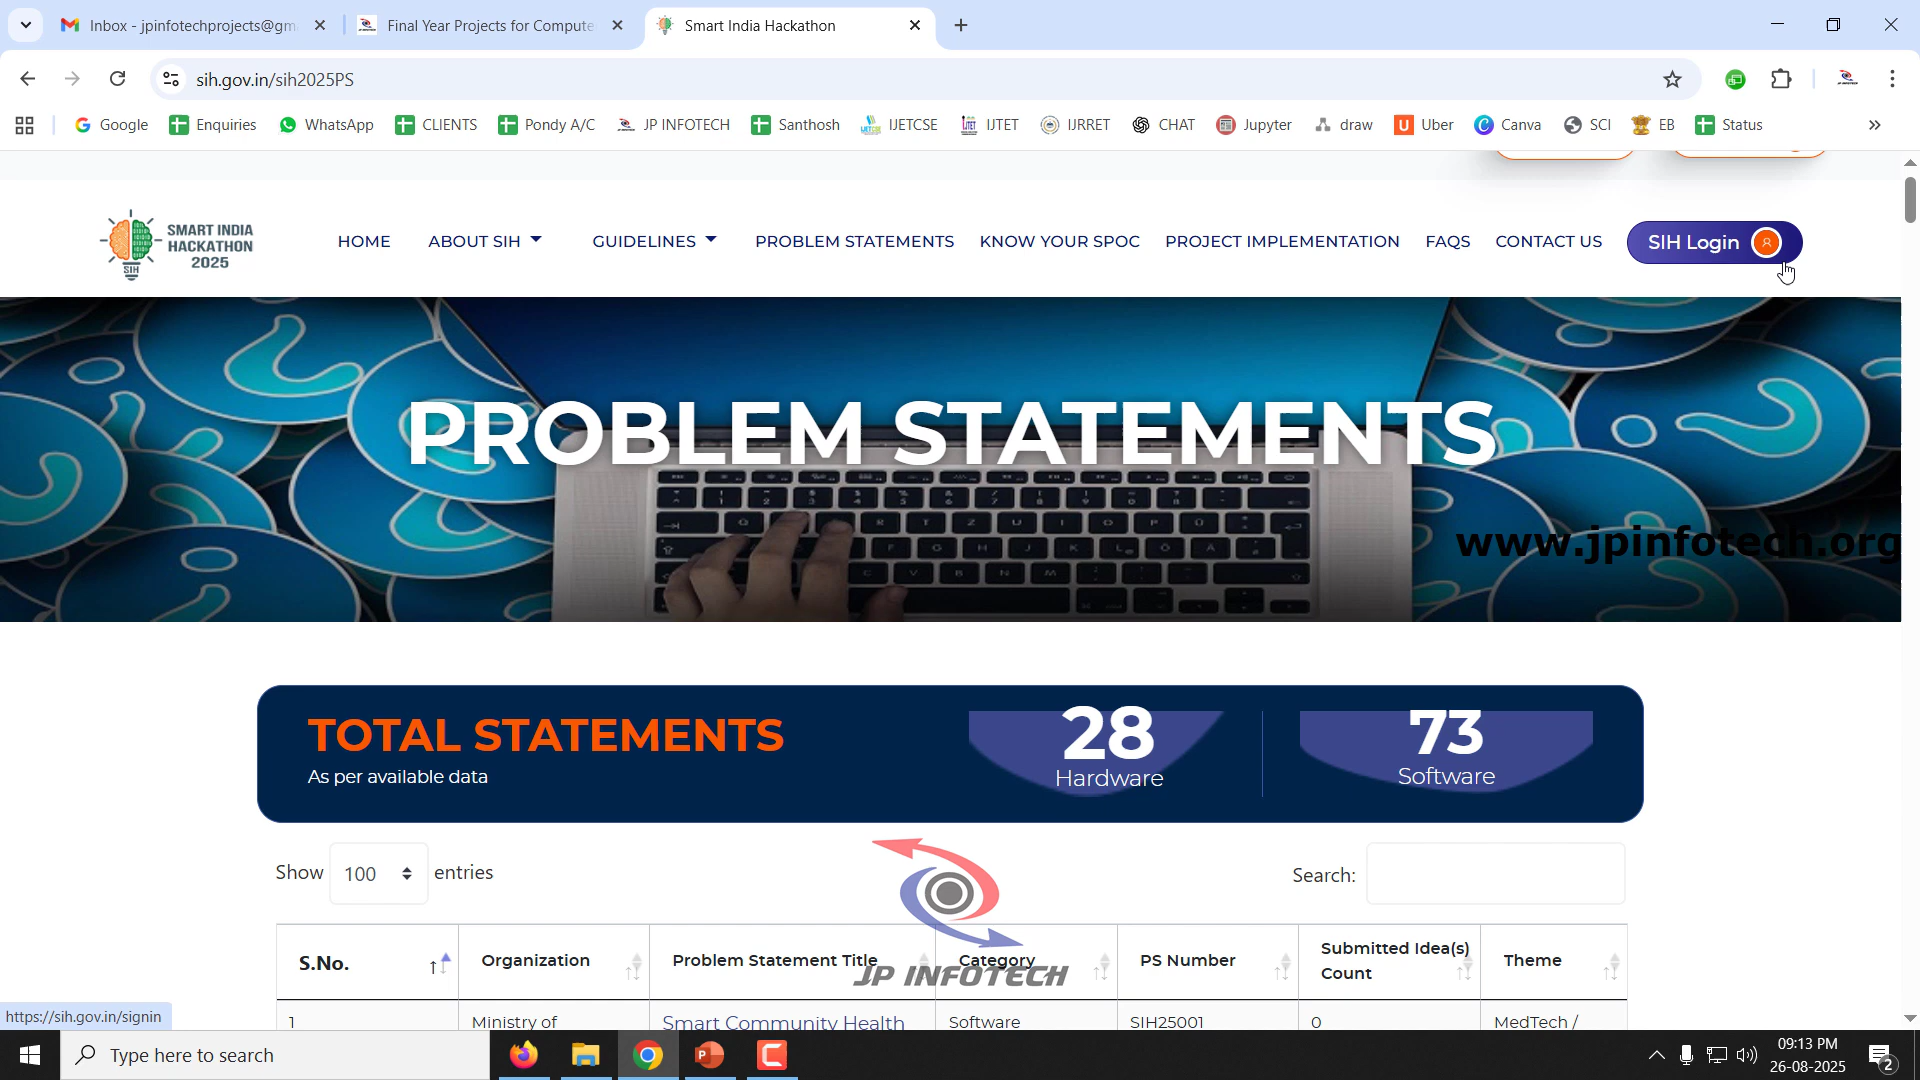 Inbox - jpinfotechprojects@gm
Final Year Projects for Compute
Smart India Hackathon
sih.gov.in/sih2025PS
Google
Enquiries
WhatsApp
CLIENTS
Pondy A/C
JP INFOTECH
Santhosh
IJETCSE
IJTET
IJRRET
CHAT
Jupyter
draw
Uber
Canva
SCI
EB
Status
SMART INDIA
HACKATHON
2025
SIH
HOME
ABOUT SIH
GUIDELINES
PROBLEM STATEMENTS
KNOW YOUR SPOC
PROJECT IMPLEMENTATION
FAQS
CONTACT US
SIH Login
PROBLEM STATEMENTS
www.jpinfotech.org
TOTAL STATEMENTS
As per available data
28
Hardware
73
Software
Show 100 entries
Search:
S.No.
Organization
Problem Statement Title
Category
PS Number
Submitted Idea(s)
Count
Theme
JP INFOTECH
1
Ministry of
Smart Community Health
Software
SIH25001
0
MedTech /
https://sih.gov.in/signin
Type here to search
09:13 PM
26-08-2025
2